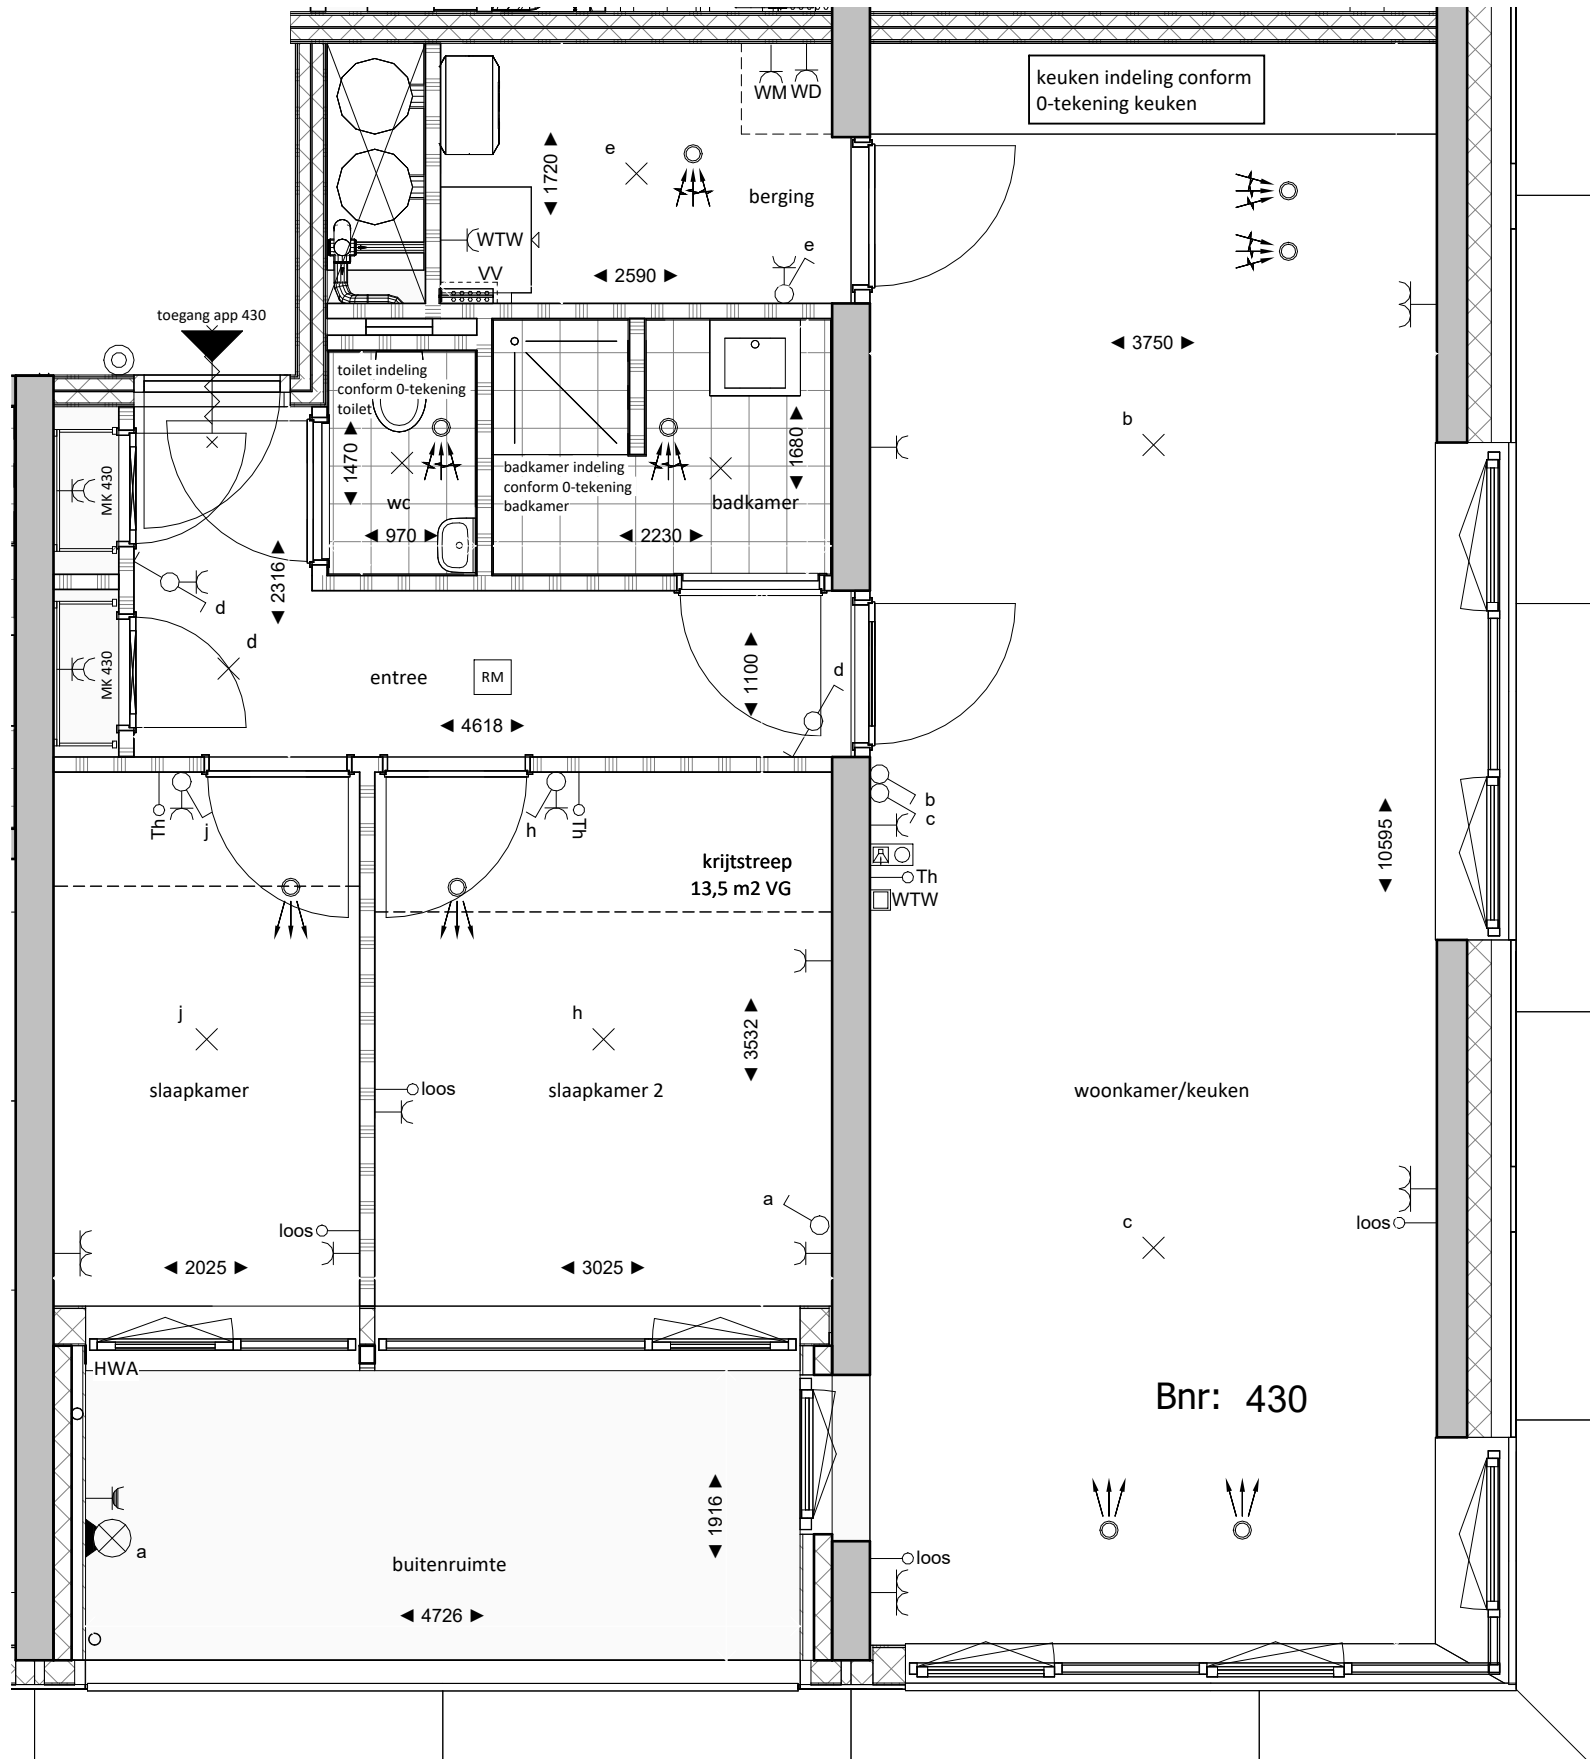 keuken indeling conform
0-tekening keuken
WM WD
e
1720
berging
WTW
VV
2590
e
toegang app 430
3750
toilet indeling
conform 0-tekening
toilet
b
1470
1680
badkamer indeling
conform 0-tekening
badkamer
MK 430
wc
badkamer
970
2230
2316
d
d
MK 430
entree
RM
1100
d
4618
Th
j
h
Th
b
c
10595
krijtstreep
13,5 m2 VG
Th
WTW
j
h
3532
slaapkamer
loos
slaapkamer 2
woonkamer/keuken
a
loos
c
loos
2025
3025
HWA
Bnr: 430
1916
a
buitenruimte
loos
4726